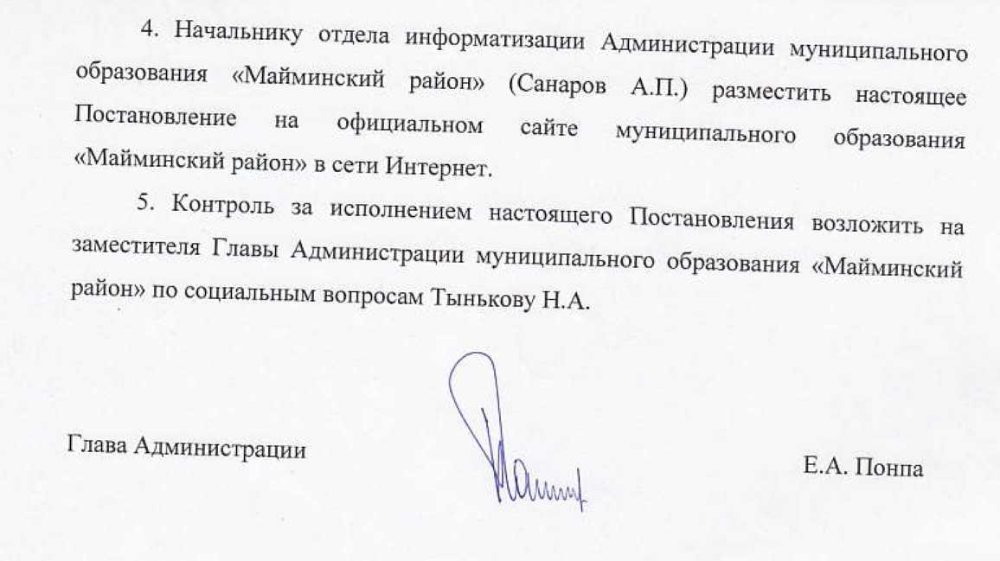 4. Начальнику отдела информатизации Администрации муниципального
образования «Майминский район» (Санаров А.П.) разместить настоящее
Постановление на официальном сайте муниципального образования
«Майминский район» в сети Интернет.
5. Контроль за исполнением настоящего Постановления возложить на
заместителя Главы Администрации муниципального образования «Майминский
район» по социальным вопросам Тынькову Н.А.
Глава Администрации
Е.А. Понпа